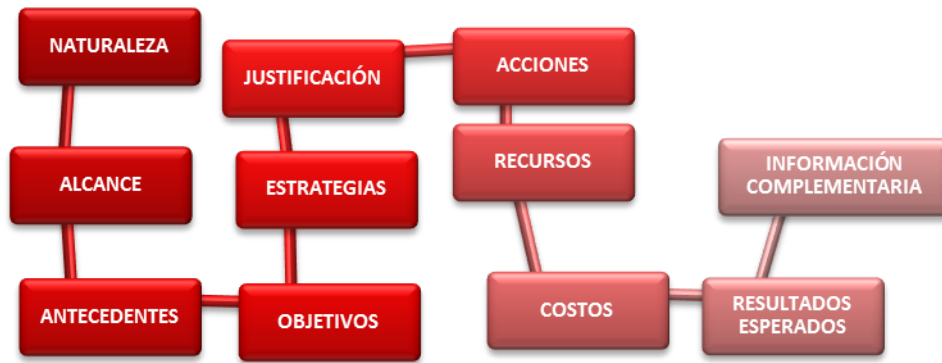 NATURALEZA
ALCANCE
ANTECEDENTES
OBJETIVOS
ESTRATEGIAS
JUSTIFICACIÓN
ACCIONES
RECURSOS
COSTOS
RESULTADOS
ESPERADOS
INFORMACIÓN
COMPLEMENTARIA